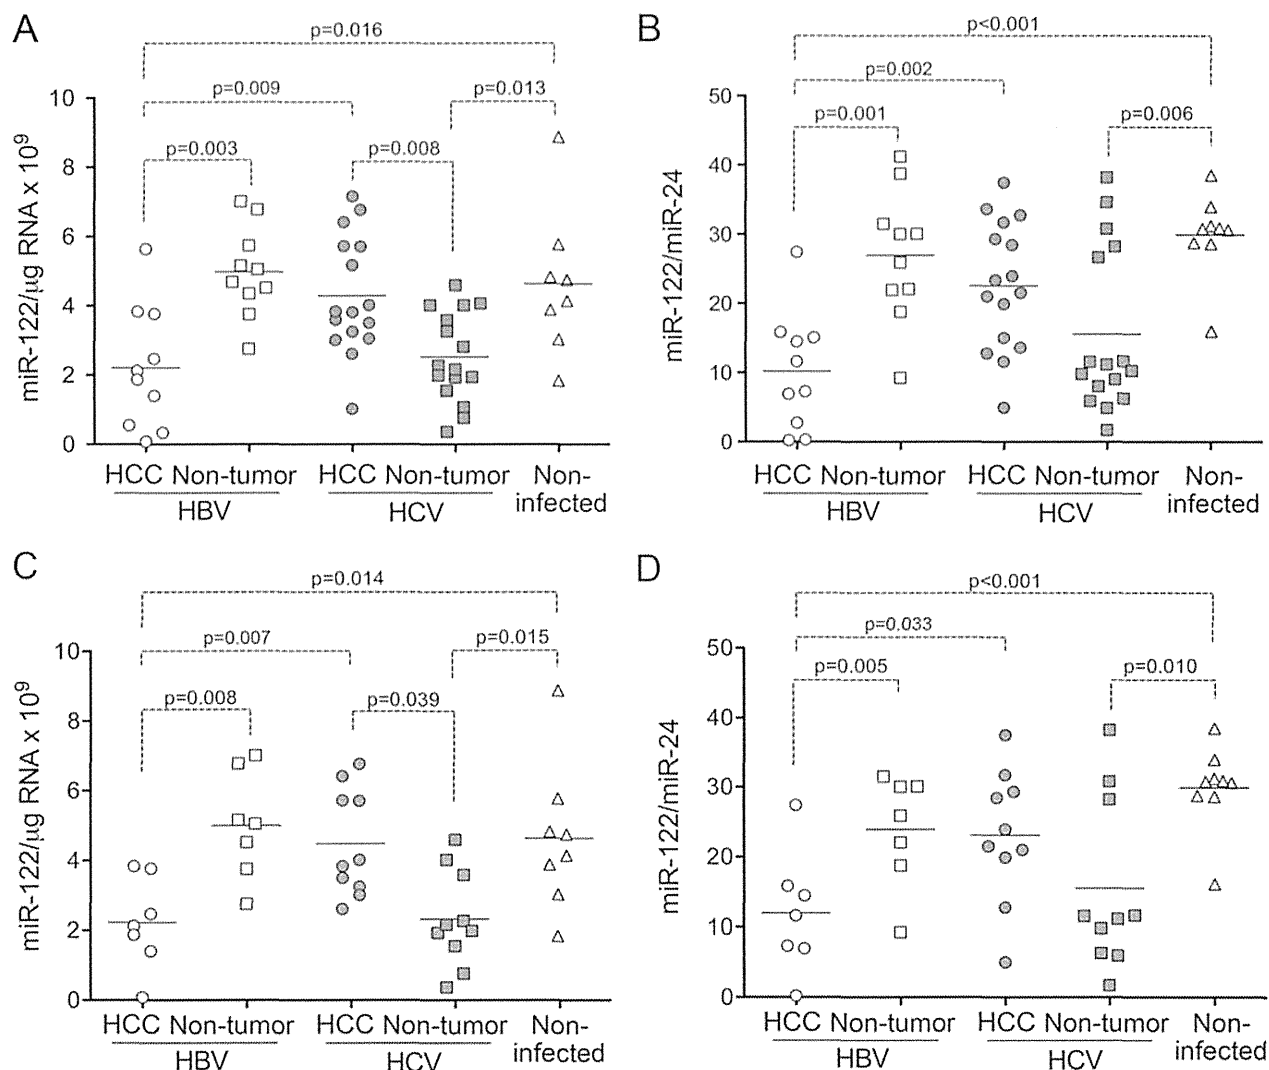 A
p=0.016
p=0.009
p=0.013
p=0.003
p=0.008
miR-122/µg RNA x 10⁹
10
8
6
4
2
0
HCC Non-tumor HCC Non-tumor Non-
infected
HBV HCV
B
p<0.001
p=0.002
p=0.001
p=0.006
miR-122/miR-24
50
40
30
20
10
0
HCC Non-tumor HCC Non-tumor Non-
infected
HBV HCV
C
p=0.014
p=0.007
p=0.015
p=0.008
p=0.039
miR-122/µg RNA x 10⁹
10
8
6
4
2
0
HCC Non-tumor HCC Non-tumor Non-
infected
HBV HCV
D
p<0.001
p=0.033
p=0.005
p=0.010
miR-122/miR-24
50
40
30
20
10
0
HCC Non-tumor HCC Non-tumor Non-
infected
HBV HCV